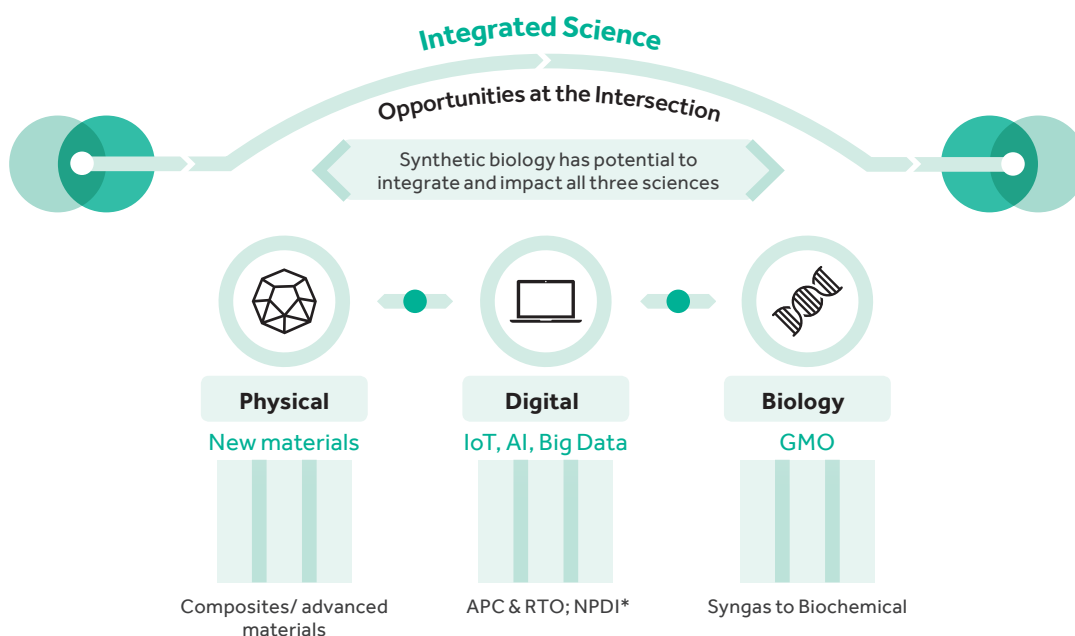 Integrated Science
Opportunities at the Intersection
Synthetic biology has potential to
integrate and impact all three sciences
Physical
Digital
Biology
New materials
IoT, AI, Big Data
GMO
Composites/ advanced
materials
APC & RTO; NPDI*
Syngas to Biochemical